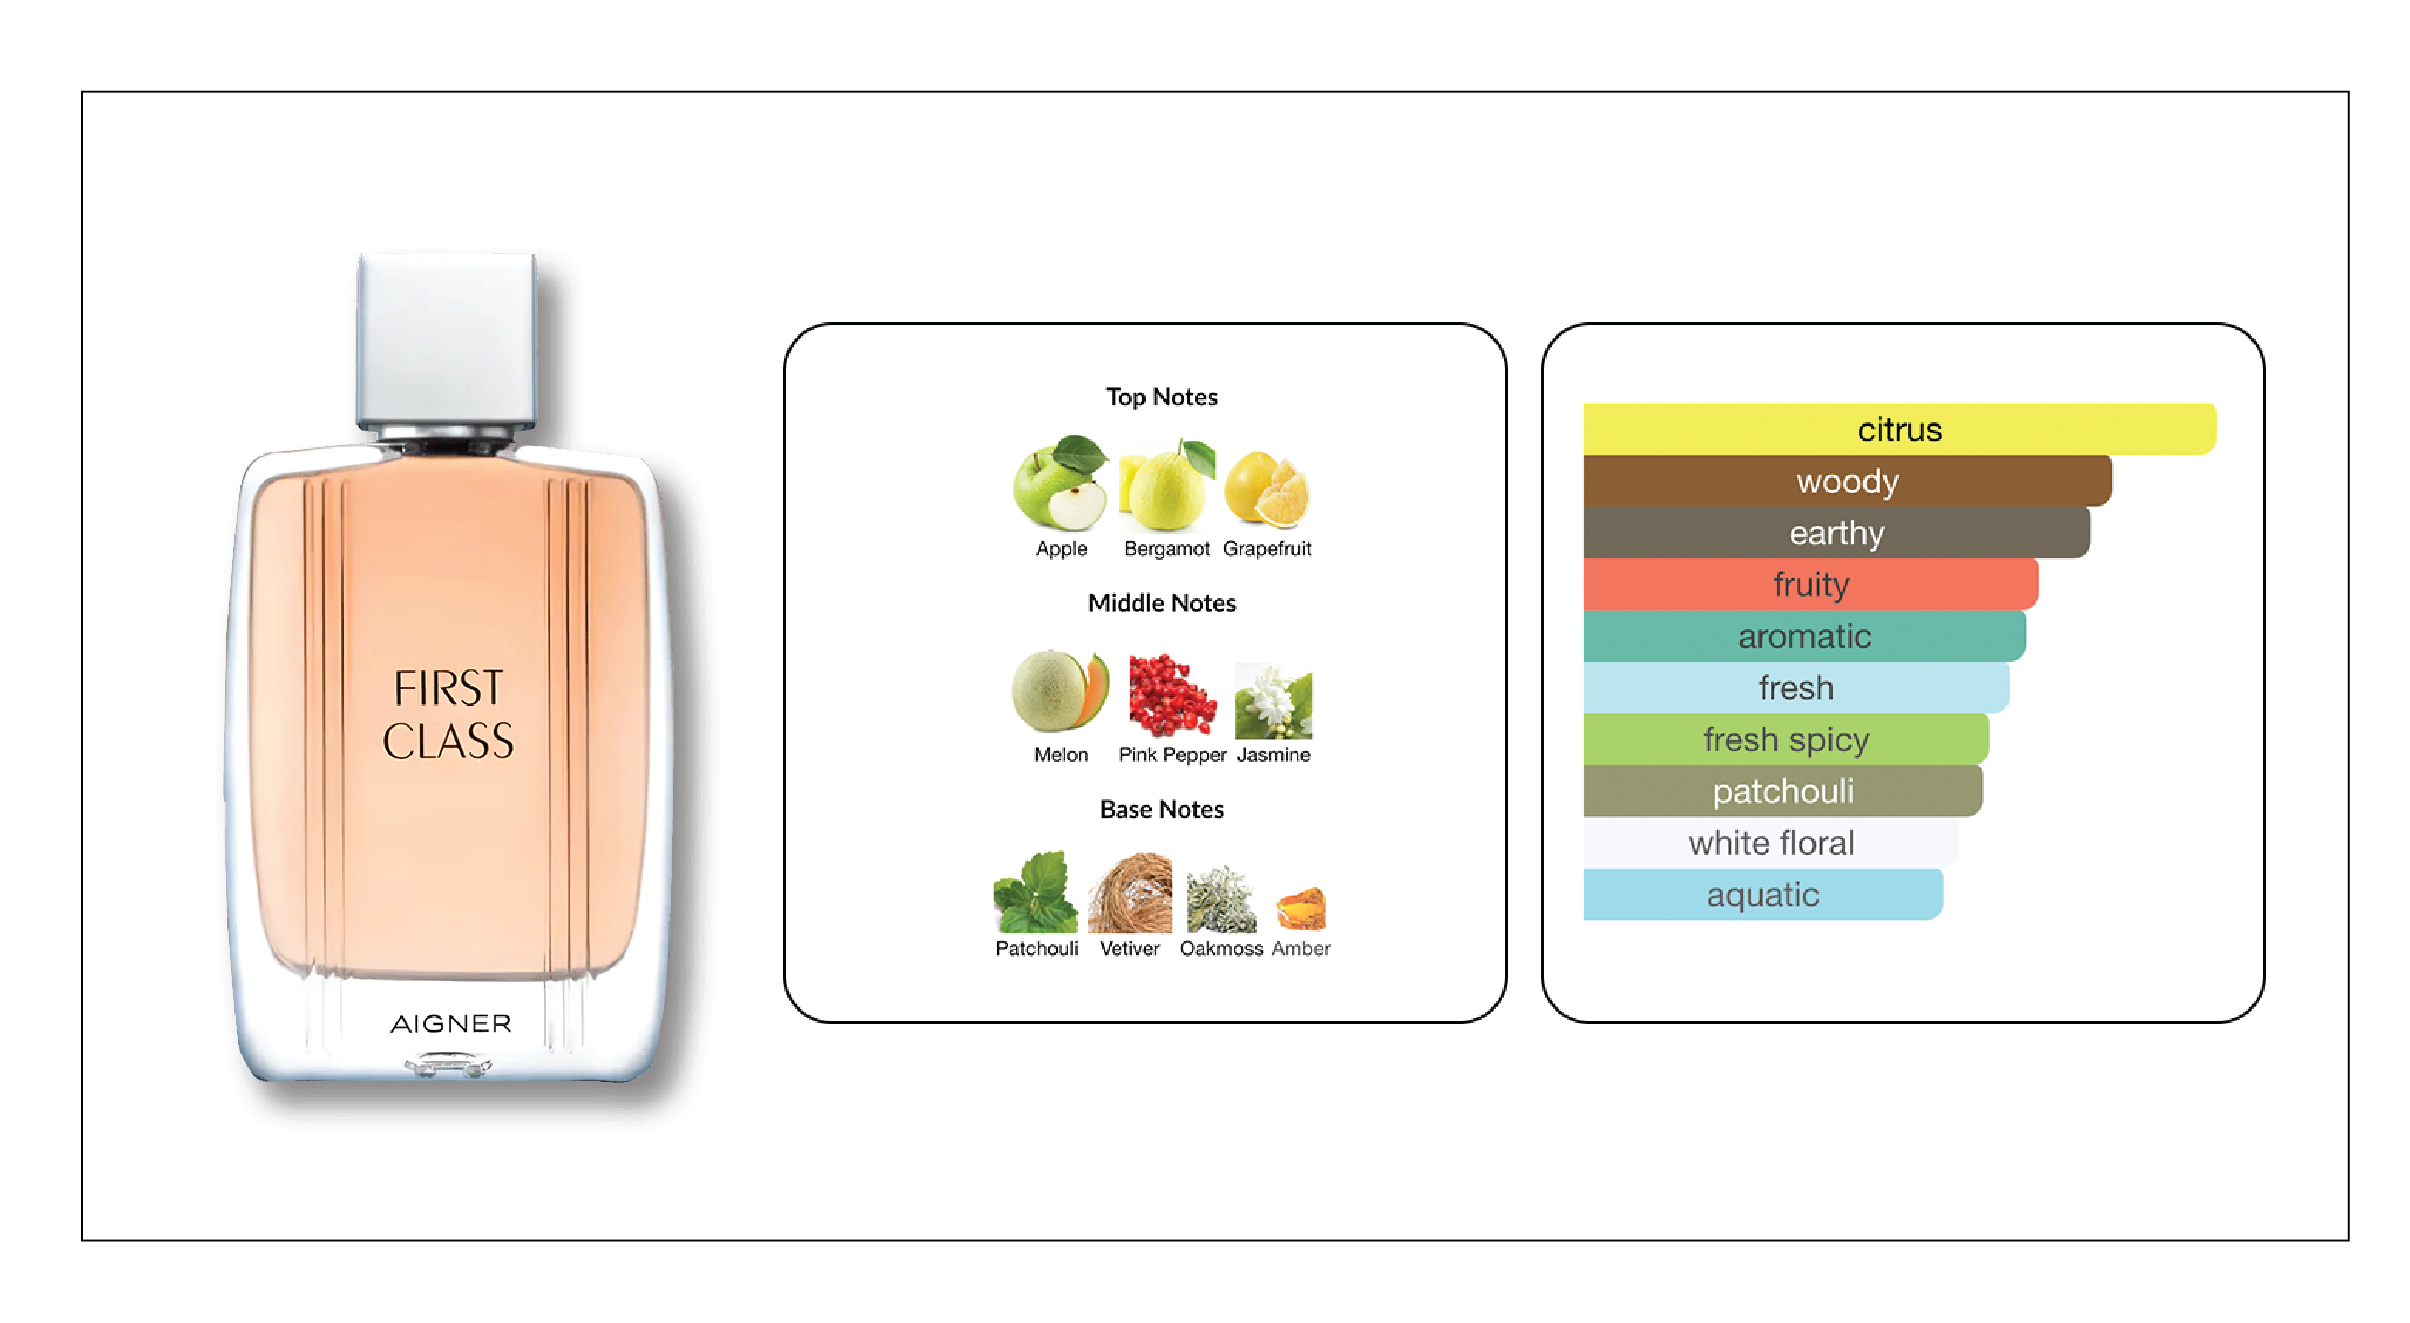 FIRST
CLASS
AIGNER
Top Notes
Apple Bergamot Grapefruit
Middle Notes
Melon Pink Pepper Jasmine
Base Notes
Patchouli Vetiver Oakmoss Amber
citrus
woody
earthy
fruity
aromatic
fresh
fresh spicy
patchouli
white floral
aquatic